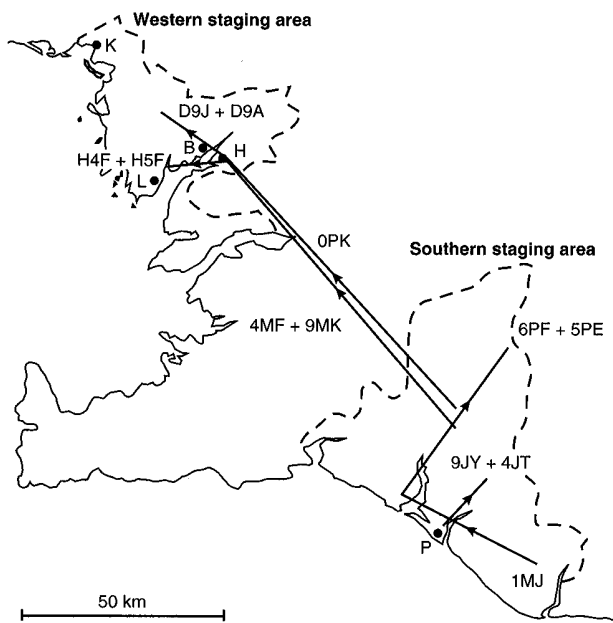 Western staging area
K
D9J + D9A
B
H
H4F + H5F
L
0PK
Southern staging area
4MF + 9MK
6PF + 5PE
9JY + 4JT
P
1MJ
50 km